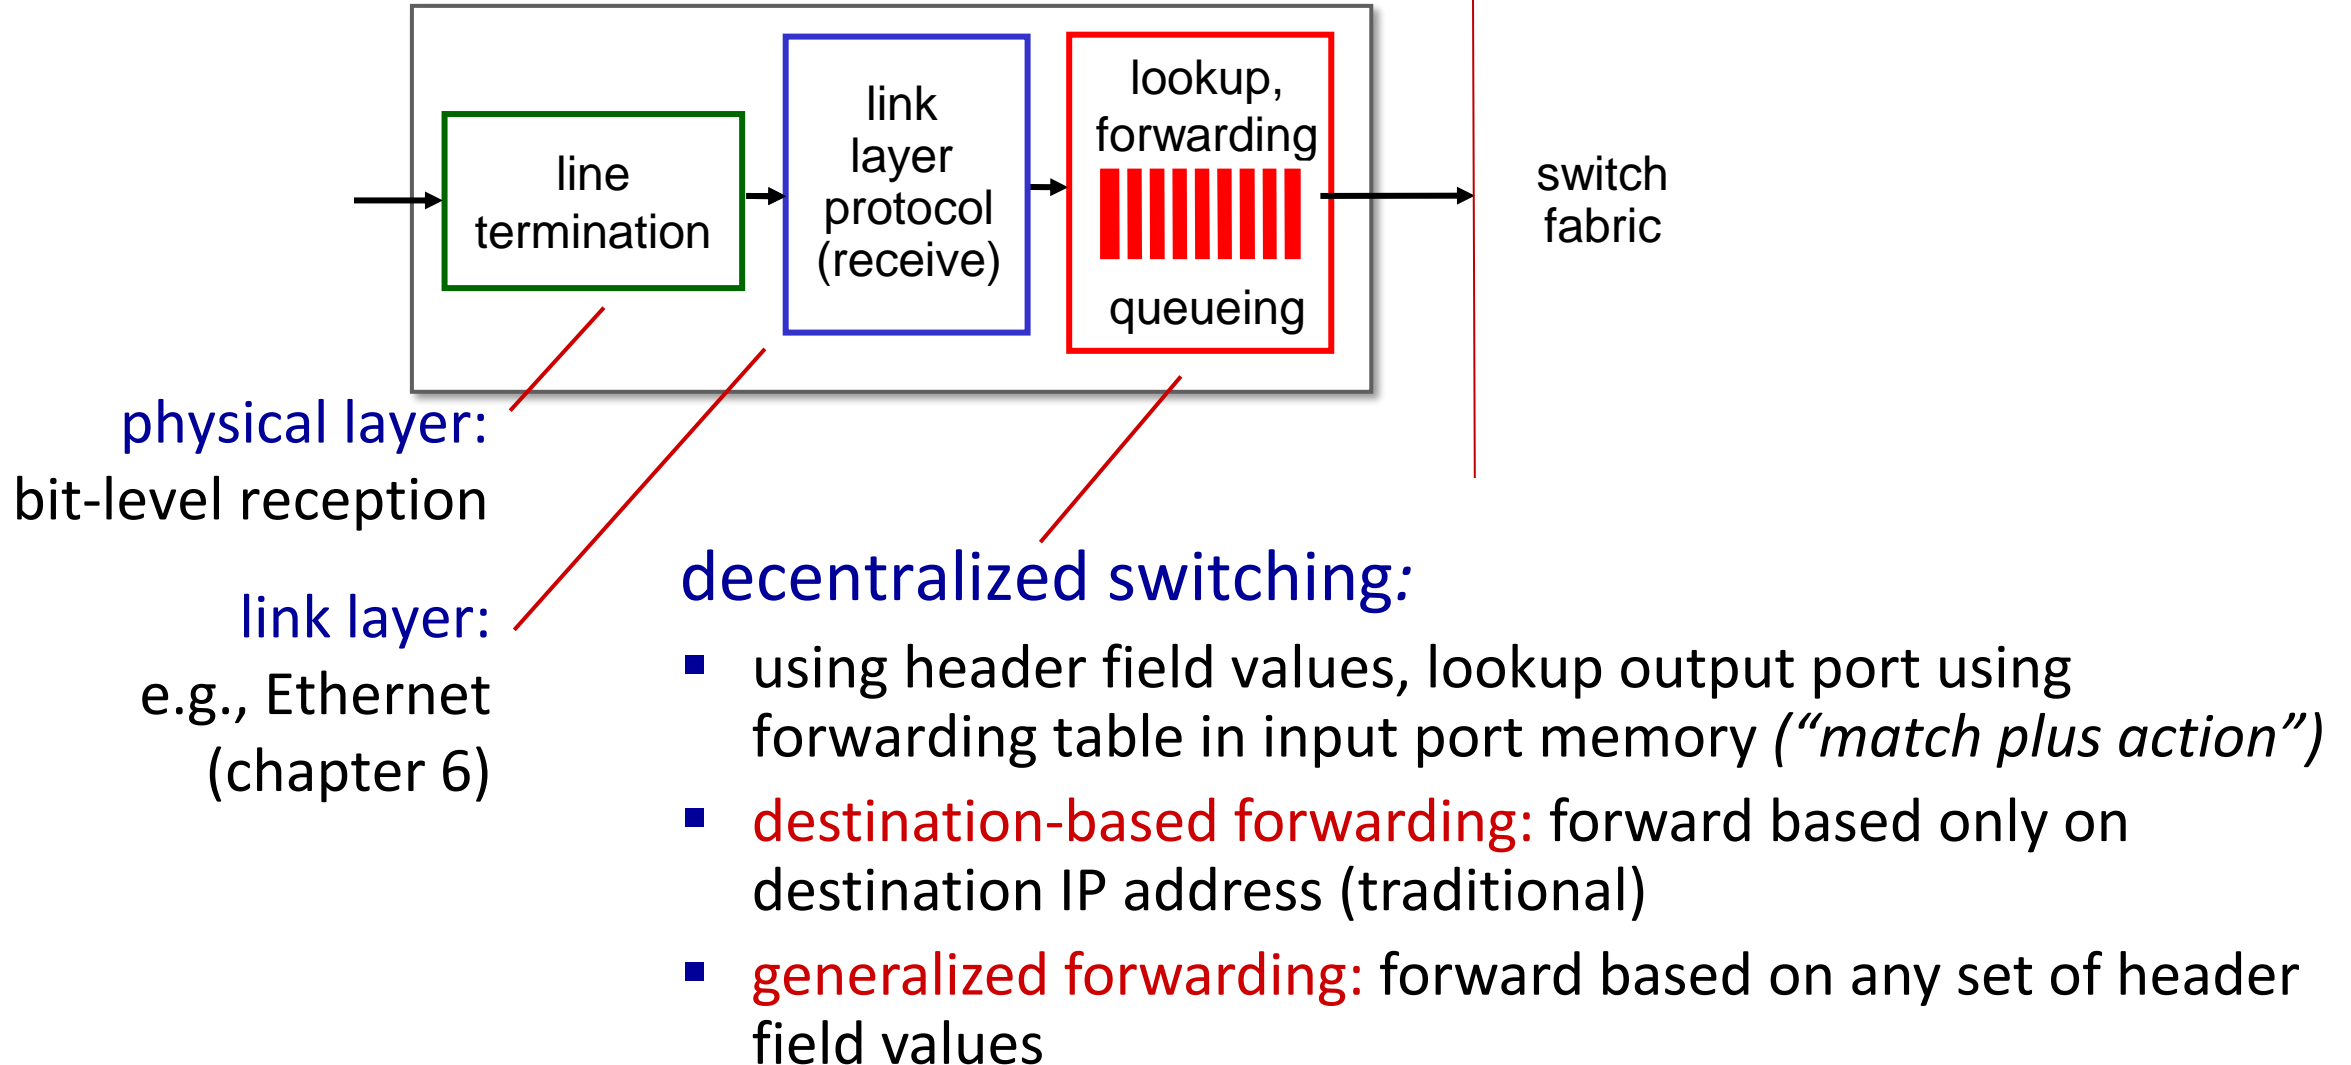 line
termination
link
layer
protocol
(receive)
lookup,
forwarding
queueing
switch
fabric
physical layer:
bit-level reception
link layer:
e.g., Ethernet
(chapter 6)
decentralized switching:
using header field values, lookup output port using
forwarding table in input port memory (“match plus action”)
destination-based forwarding: forward based only on
destination IP address (traditional)
generalized forwarding: forward based on any set of header
field values